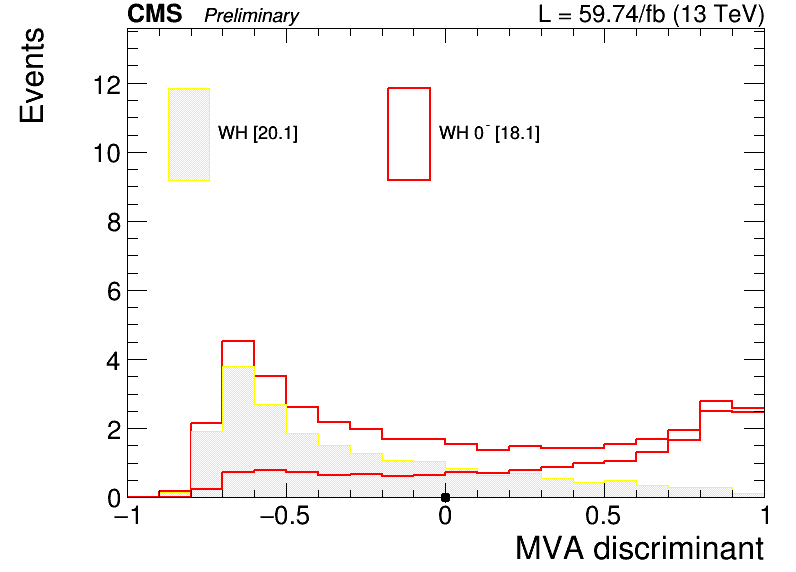 CMS Preliminary L = 59.74/fb (13 TeV)
Events
WH [20.1] WH 0⁻ [18.1]
12
10
8
6
4
2
0
−1 −0.5 0 0.5 1
MVA discriminant